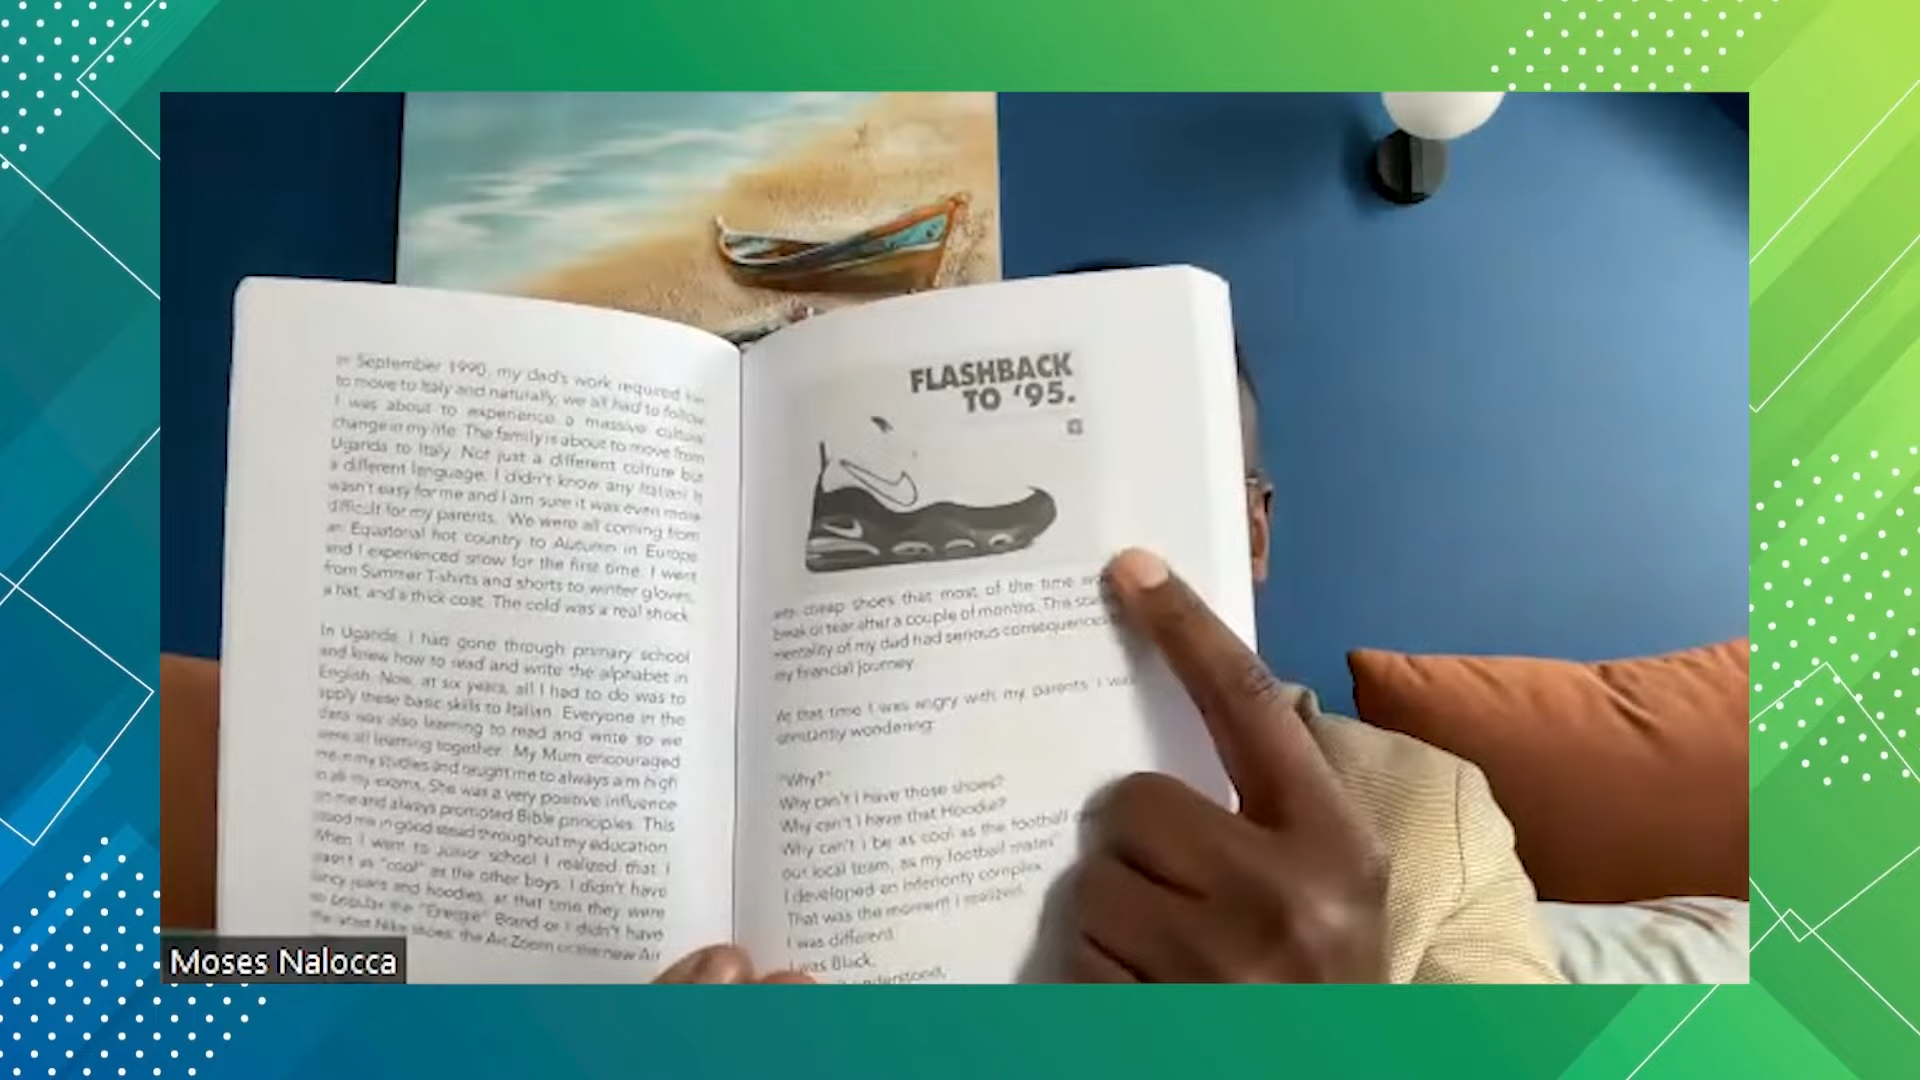 In September 1990, my dad's work required him
to move to Italy and naturally, we all had to follow
I was about to experience a massive cultural
change in my life. The family is about to move from
Uganda to Italy. Not just a different culture but
a different language. I didn't know any Italian! It
wasn't easy for me and I am sure it was even more
difficult for my parents. We were all coming from
an Equatorial hot country to Autumn in Europe
and I experienced snow for the first time. I went
from Summer T-shirts and shorts to winter gloves,
a hat, and a thick coat. The cold was a real shock.
In Uganda, I had gone through primary school
and knew how to read and write the alphabet in
English. Now, at six years, all I had to do was to
apply these basic skills to Italian. Everyone in the
class was also learning to read and write so we
were all learning together. My Mum encouraged
me in my studies and taught me to always aim high
in all my exams. She was a very positive influence
on me and always promoted Bible principles. This
stood me in good stead throughout my education.
When I went to Junior school I realized that I
wasn't as "cool" as the other boys. I didn't have
fancy jeans and hoodies, at that time they were
so popular the "Energie" Brand or I didn't have
the latest Nike shoes, the Air Zoom or the new Air
FLASHBACK
TO '95.
with cheap shoes that most of the time
break or tear after a couple of months. This
mentality of my dad had serious consequences
my financial journey.
At that time I was angry with my parents. I was
constantly wondering:
"Why?"
Why can't I have those shoes?
Why can't I have that Hoodie?
Why can't I be as cool as the football
our local team, as my football mates"
I developed an inferiority complex
That was the moment I realized,
I was different
I was Black,
understood,
Moses Nalocca